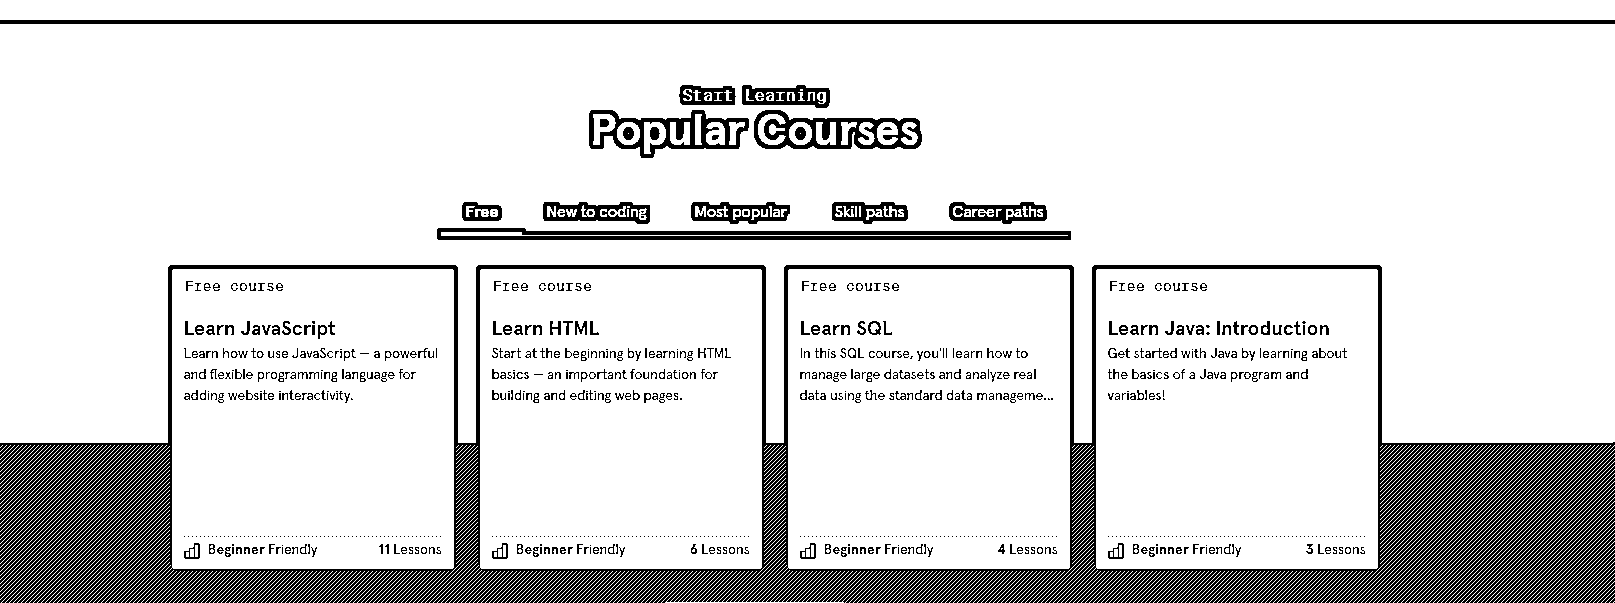 Start Learning
Popular Courses
Free
New to coding
Most popular
Skill paths
Career paths
Free course
Learn JavaScript
Learn how to use JavaScript — a powerful
and flexible programming language for
adding website interactivity.
Beginner Friendly
11 Lessons
Free course
Learn HTML
Start at the beginning by learning HTML
basics — an important foundation for
building and editing web pages.
Beginner Friendly
6 Lessons
Free course
Learn SQL
In this SQL course, you'll learn how to
manage large datasets and analyze real
data using the standard data manageme...
Beginner Friendly
4 Lessons
Free course
Learn Java: Introduction
Get started with Java by learning about
the basics of a Java program and
variables!
Beginner Friendly
3 Lessons